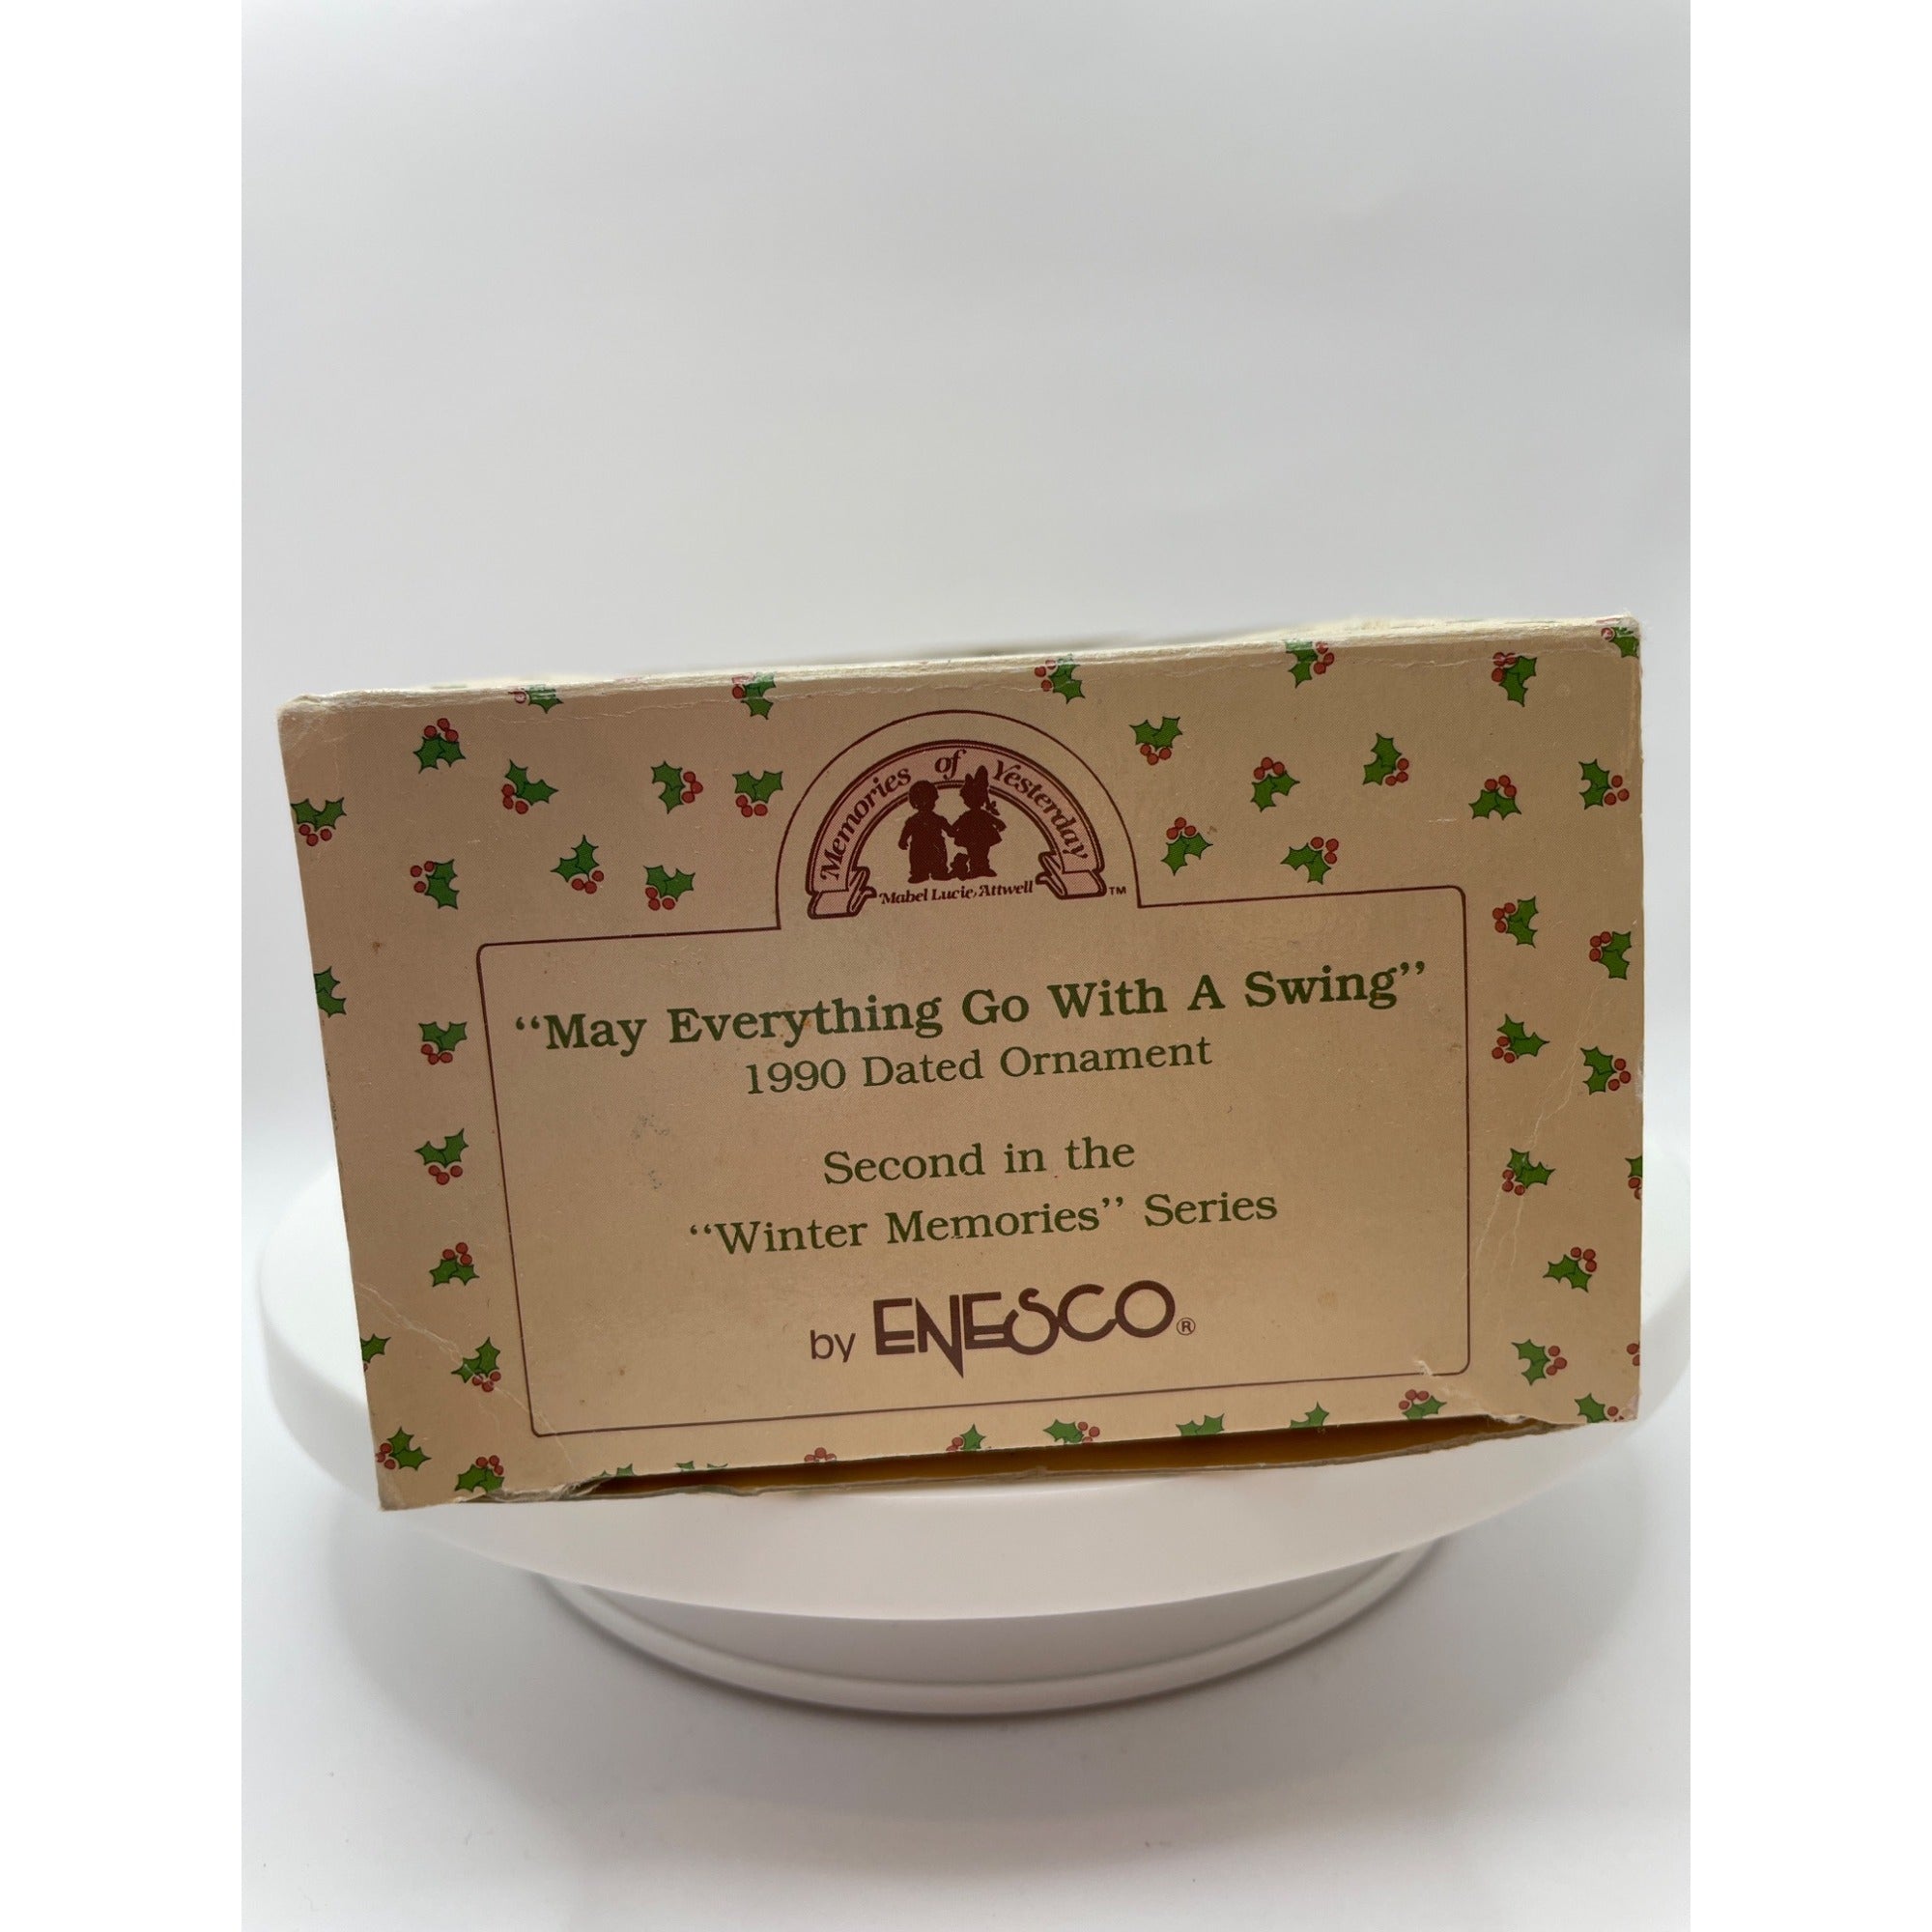 Memories of Yesterday
Mabel Lucie Attwell ™
“May Everything Go With A Swing”
1990 Dated Ornament
Second in the
“Winter Memories” Series
by ENESCO®